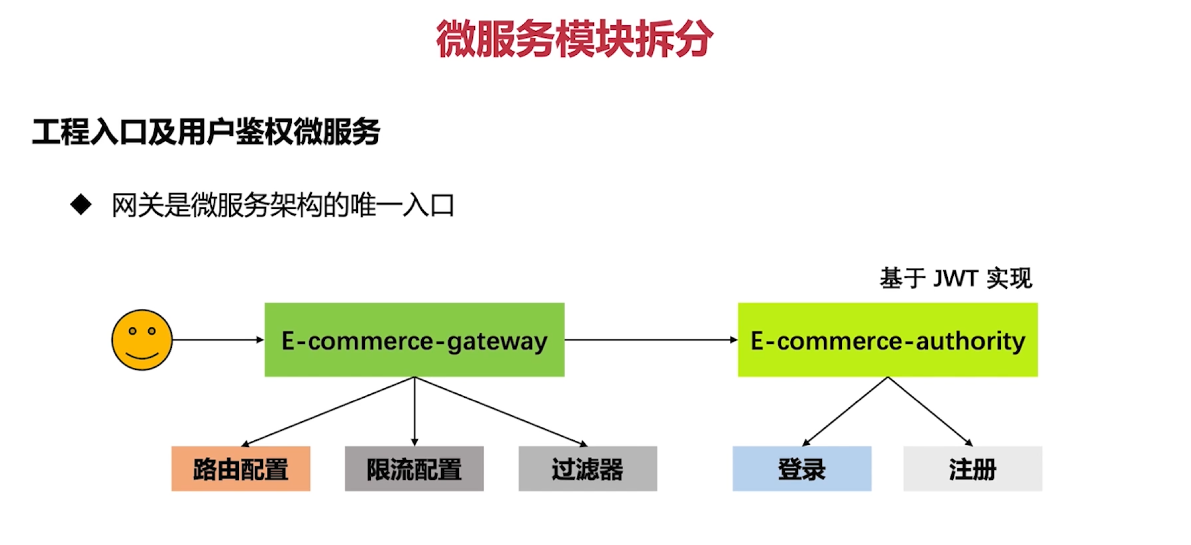 微服务模块拆分
工程入口及用户鉴权微服务
◆ 网关是微服务架构的唯一入口
基于 JWT 实现
E-commerce-gateway
E-commerce-authority
路由配置
限流配置
过滤器
登录
注册